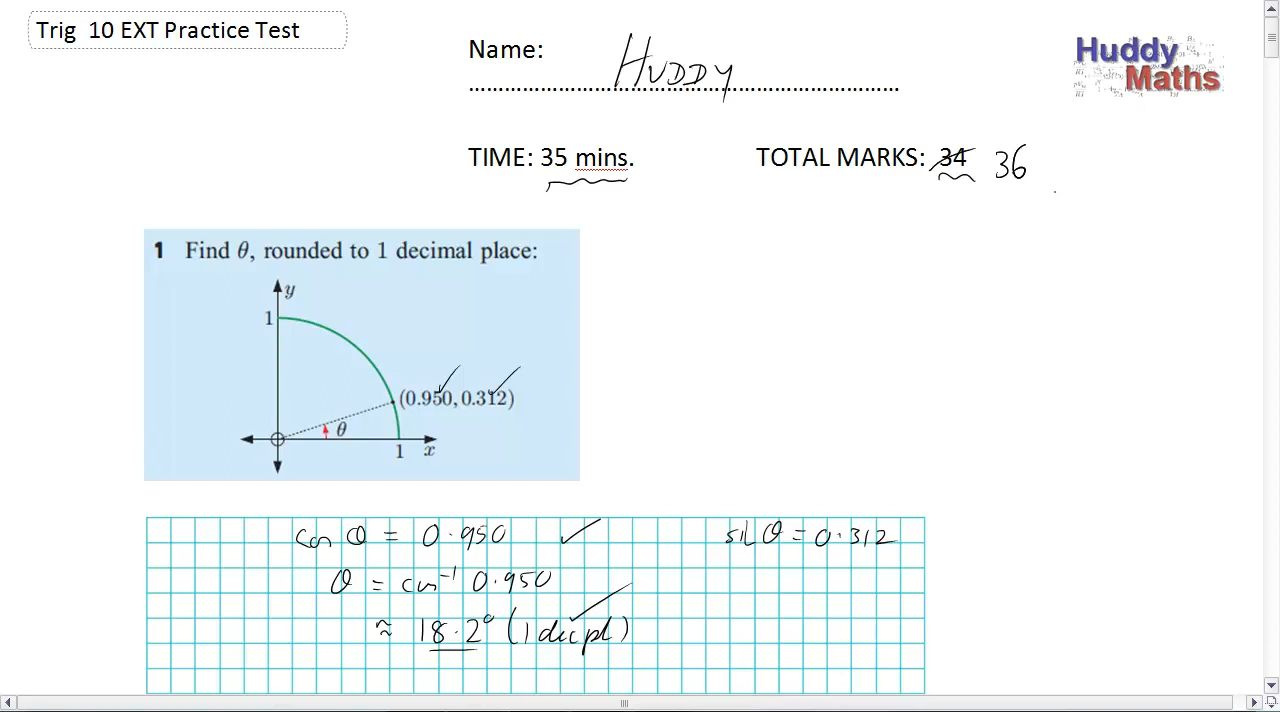 Trig 10 EXT Practice Test
Name: HUDDY
Huddy
Maths
TIME: 35 mins. TOTAL MARKS: 34 36
1 Find θ, rounded to 1 decimal place:
y
1
(0.950, 0.312)
θ
1 x
cos θ = 0.950 sin θ = 0.312
θ = cos⁻¹ 0.950
≈ 18.2° (1 dec pl)